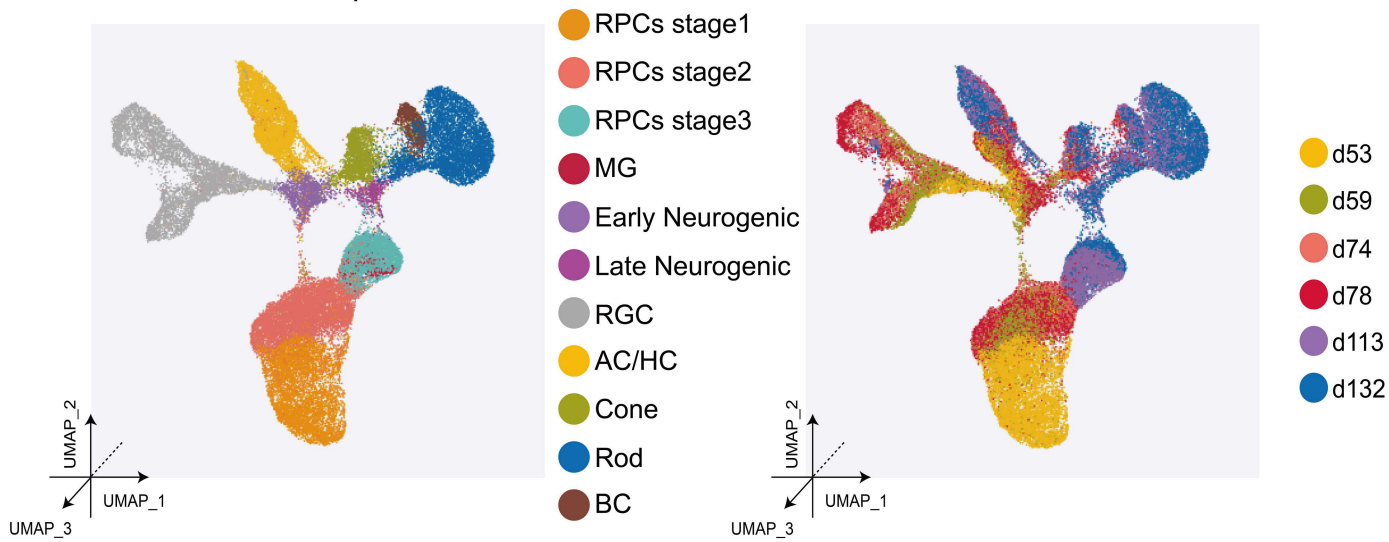 RPCs stage1
RPCs stage2
RPCs stage3
MG
Early Neurogenic
Late Neurogenic
RGC
AC/HC
Cone
Rod
BC
UMAP_2
UMAP_1
UMAP_3
d53
d59
d74
d78
d113
d132
UMAP_2
UMAP_1
UMAP_3